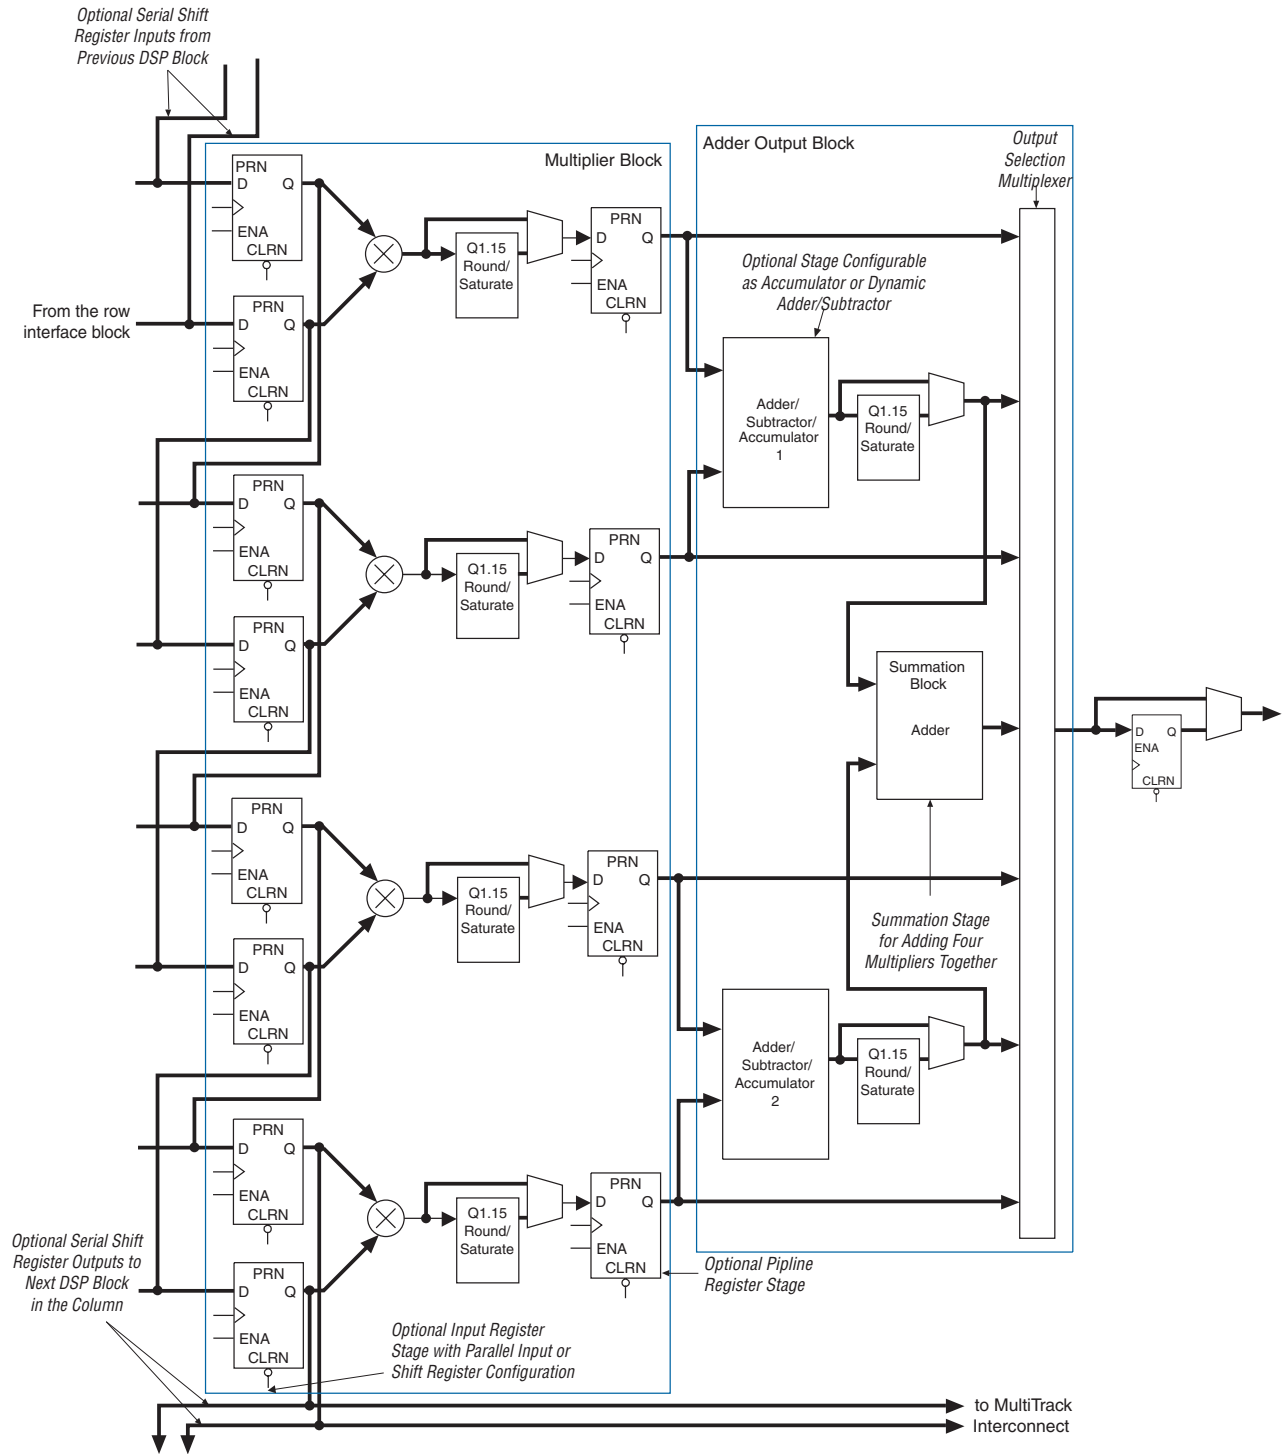 Optional Serial Shift
Register Inputs from
Previous DSP Block
Multiplier Block
Adder Output Block
Output
Selection
Multiplexer
PRN
D
Q
ENA
CLRN
Q1.15
Round/
Saturate
PRN
D
Q
ENA
CLRN
Optional Stage Configurable
as Accumulator or Dynamic
Adder/Subtractor
From the row
interface block
PRN
D
Q
ENA
CLRN
Adder/
Subtractor/
Accumulator
1
Q1.15
Round/
Saturate
PRN
D
Q
ENA
CLRN
Q1.15
Round/
Saturate
PRN
D
Q
ENA
CLRN
PRN
D
Q
ENA
CLRN
Summation
Block
Adder
D
Q
ENA
CLRN
PRN
D
Q
ENA
CLRN
Q1.15
Round/
Saturate
PRN
D
Q
ENA
CLRN
Summation Stage
for Adding Four
Multipliers Together
PRN
D
Q
ENA
CLRN
Adder/
Subtractor/
Accumulator
2
Q1.15
Round/
Saturate
PRN
D
Q
ENA
CLRN
Q1.15
Round/
Saturate
PRN
D
Q
ENA
CLRN
Optional Serial Shift
Register Outputs to
Next DSP Block
in the Column
PRN
D
Q
ENA
CLRN
Optional Pipline
Register Stage
Optional Input Register
Stage with Parallel Input or
Shift Register Configuration
to MultiTrack
Interconnect